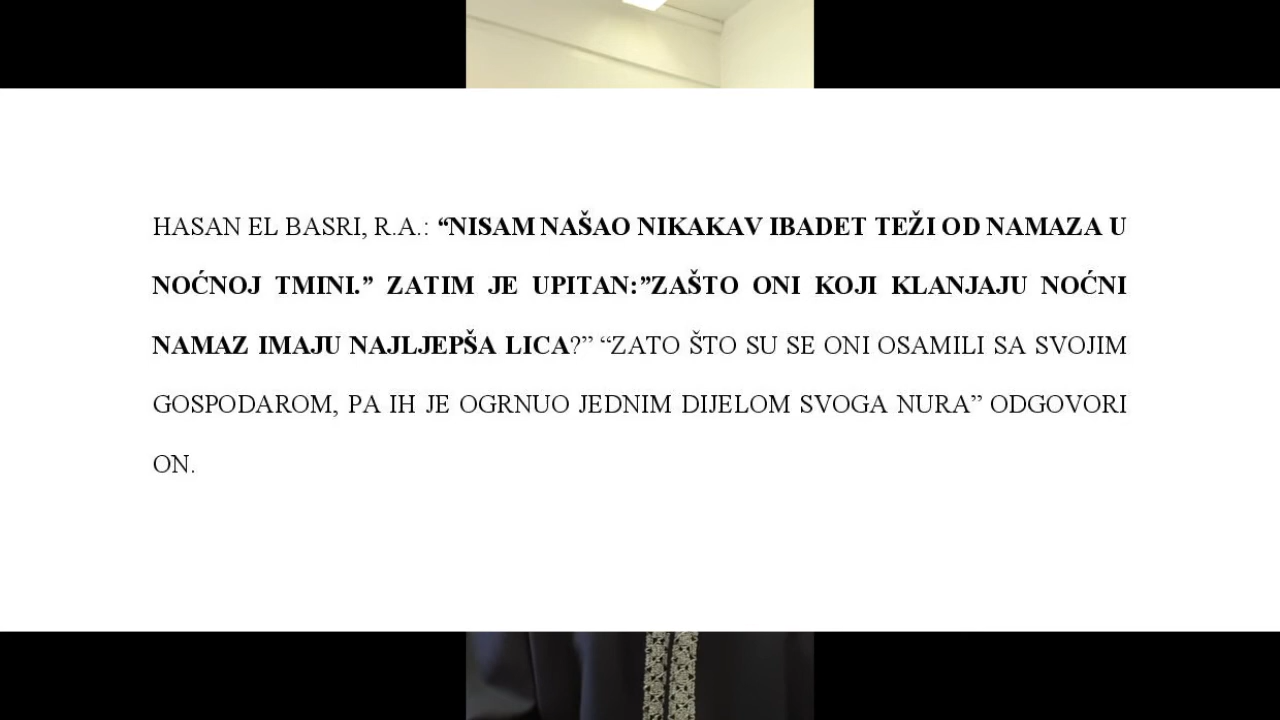 HASAN EL BASRI, R.A.: “NISAM NAŠAO NIKAKAV IBADET TEŽI OD NAMAZA U
NOĆNOJ TMINI.” ZATIM JE UPITAN:”ZAŠTO ONI KOJI KLANJAJU NOĆNI
NAMAZ IMAJU NAJLJEPŠA LICA?” “ZATO ŠTO SU SE ONI OSAMILI SA SVOJIM
GOSPODAROM, PA IH JE OGRNUO JEDNIM DIJELOM SVOGA NURA” ODGOVORI
ON.